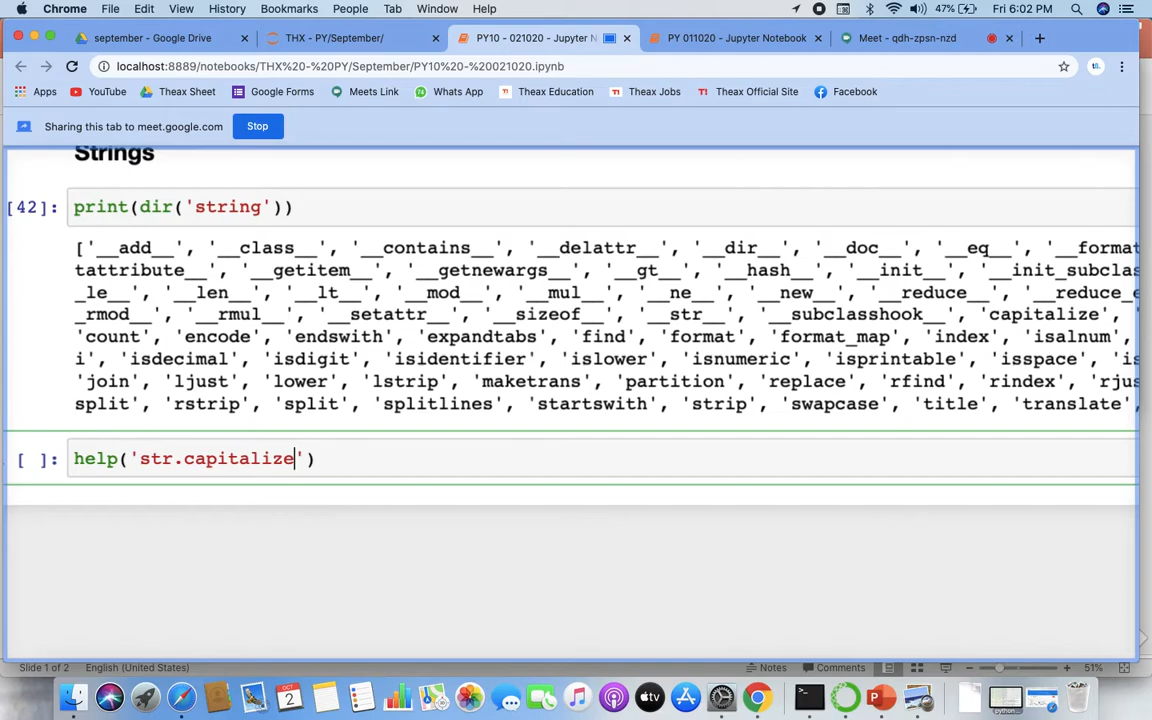 Chrome File Edit View History Bookmarks People Tab Window Help 47% Fri 6:02 PM
september - Google Drive THX - PY/September/ PY10 - 021020 - Jupyter N PY 011020 - Jupyter Notebook Meet - qdh-zpsn-nzd
localhost:8889/notebooks/THX%20-%20PY/September/PY10%20-%20021020.ipynb
Apps YouTube Theax Sheet Google Forms Meets Link Whats App Theax Education Theax Jobs Theax Official Site Facebook
Sharing this tab to meet.google.com Stop
Strings
[42]: print(dir('string'))
['__add__', '__class__', '__contains__', '__delattr__', '__dir__', '__doc__', '__eq__', '__format
tattribute__', '__getitem__', '__getnewargs__', '__gt__', '__hash__', '__init__', '__init_subclas
_le__', '__len__', '__lt__', '__mod__', '__mul__', '__ne__', '__new__', '__reduce__', '__reduce_e
_rmod__', '__rmul__', '__setattr__', '__sizeof__', '__str__', '__subclasshook__', 'capitalize', '
'count', 'encode', 'endswith', 'expandtabs', 'find', 'format', 'format_map', 'index', 'isalnum',
i', 'isdecimal', 'isdigit', 'isidentifier', 'islower', 'isnumeric', 'isprintable', 'isspace', 'is
'join', 'ljust', 'lower', 'lstrip', 'maketrans', 'partition', 'replace', 'rfind', 'rindex', 'rjus
split', 'rstrip', 'split', 'splitlines', 'startswith', 'strip', 'swapcase', 'title', 'translate',
[ ]: help('str.capitalize')
Slide 1 of 2 English (United States) Notes Comments 51%